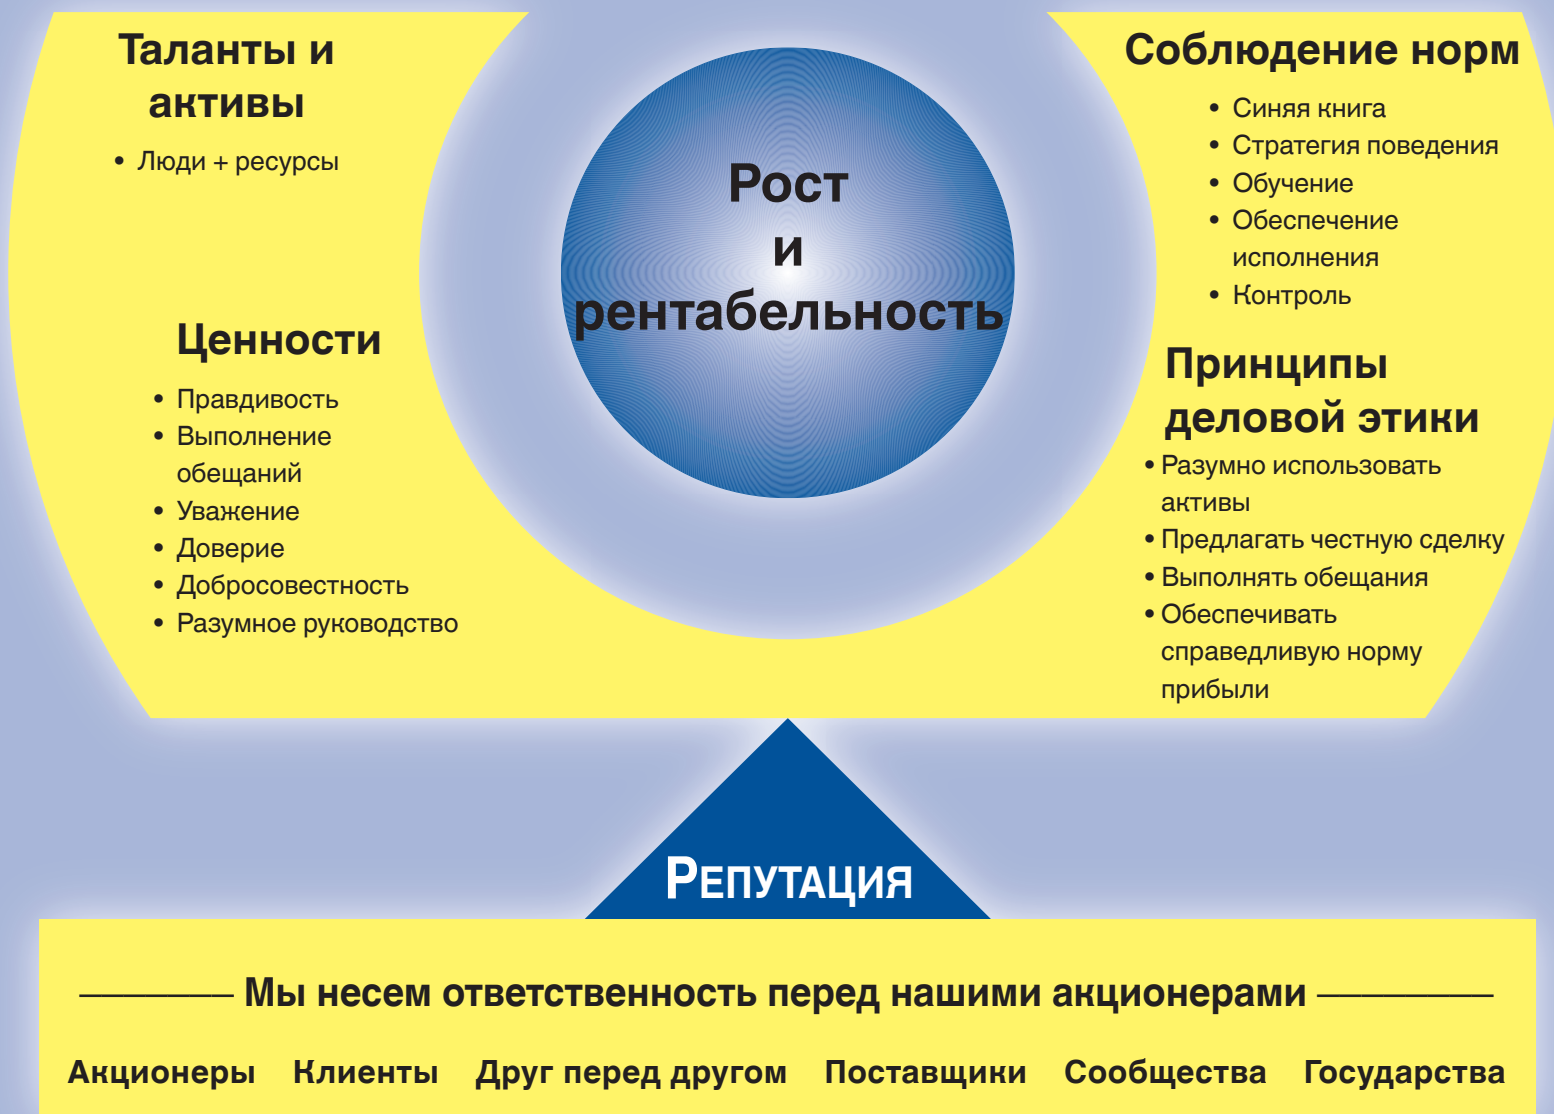 Таланты и
активы
• Люди + ресурсы
Ценности
• Правдивость
• Выполнение
обещаний
• Уважение
• Доверие
• Добросовестность
• Разумное руководство
Рост
и
рентабельность
Соблюдение норм
• Синяя книга
• Стратегия поведения
• Обучение
• Обеспечение
исполнения
• Контроль
Принципы
деловой этики
• Разумно использовать
активы
• Предлагать честную сделку
• Выполнять обещания
• Обеспечивать
справедливую норму
прибыли
РЕПУТАЦИЯ
Мы несем ответственность перед нашими акционерами
Акционеры Клиенты Друг перед другом Поставщики Сообщества Государства